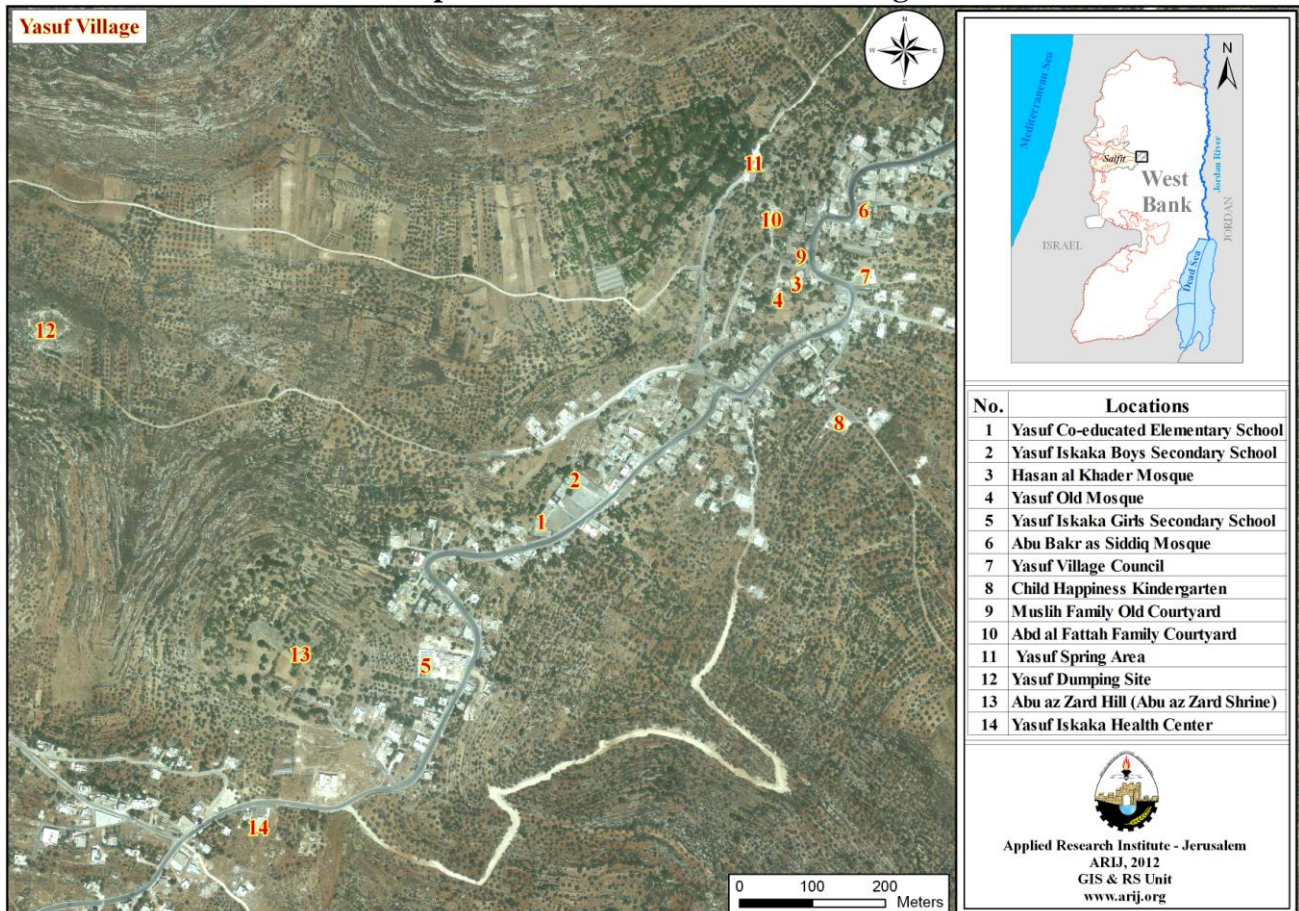 Yasuf Village
N
W
E
S
11
10
6
9
3
7
4
12
8
2
1
13
5
14
0 100 200
Meters
N
Mediterranean Sea
Salfit
West
Bank
Jordan River
ISRAEL
JORDAN
Dead Sea
No. Locations
1 Yasuf Co-educated Elementary School
2 Yasuf Iskaka Boys Secondary School
3 Hasan al Khader Mosque
4 Yasuf Old Mosque
5 Yasuf Iskaka Girls Secondary School
6 Abu Bakr as Siddiq Mosque
7 Yasuf Village Council
8 Child Happiness Kindergarten
9 Muslih Family Old Courtyard
10 Abd al Fattah Family Courtyard
11 Yasuf Spring Area
12 Yasuf Dumping Site
13 Abu az Zard Hill (Abu az Zard Shrine)
14 Yasuf Iskaka Health Center
Applied Research Institute - Jerusalem
ARIJ, 2012
GIS & RS Unit
www.arij.org